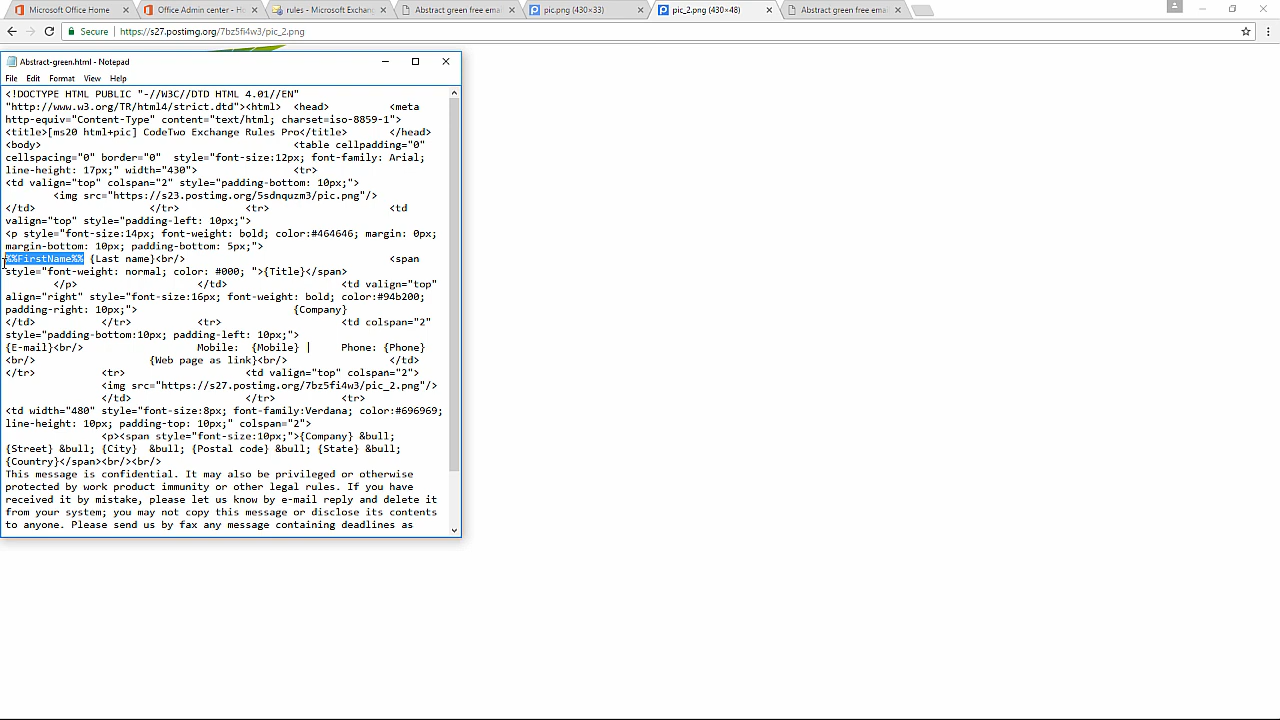 Microsoft Office Home
Office Admin center - H
rules - Microsoft Exchan
Abstract green free ema
pic.png (430×33)
pic_2.png (430×48)
Abstract green free emai
Secure
https://s27.postimg.org/7bz5fi4w3/pic_2.png
Abstract-green.html - Notepad
File Edit Format View Help
<!DOCTYPE HTML PUBLIC "-//W3C//DTD HTML 4.01//EN"
"http://www.w3.org/TR/html4/strict.dtd"><html> <head> <meta
http-equiv="Content-Type" content="text/html; charset=iso-8859-1">
<title>[ms20 html+pic] CodeTwo Exchange Rules Pro</title> </head>
<body> <table cellpadding="0"
cellspacing="0" border="0" style="font-size:12px; font-family: Arial;
line-height: 17px;" width="430"> <tr>
<td valign="top" colspan="2" style="padding-bottom: 10px;">
<img src="https://s23.postimg.org/5sdnquzm3/pic.png"/>
</td> </tr> <tr> <td
valign="top" style="padding-left: 10px;">
<p style="font-size:14px; font-weight: bold; color:#464646; margin: 0px;
margin-bottom: 10px; padding-bottom: 5px;">
%%FirstName%% {Last name}<br/> <span
style="font-weight: normal; color: #000; ">{Title}</span>
</p> </td> <td valign="top"
align="right" style="font-size:16px; font-weight: bold; color:#94b200;
padding-right: 10px;"> {Company}
</td> </tr> <tr> <td colspan="2"
style="padding-bottom:10px; padding-left: 10px;">
{E-mail}<br/> Mobile: {Mobile} | Phone: {Phone}
<br/> {Web page as link}<br/> </td>
</tr> <tr> <td valign="top" colspan="2">
<img src="https://s27.postimg.org/7bz5fi4w3/pic_2.png"/>
</td> </tr> <tr>
<td width="480" style="font-size:8px; font-family:Verdana; color:#696969;
line-height: 10px; padding-top: 10px;" colspan="2">
<p><span style="font-size:10px;">{Company} &bull;
{Street} &bull; {City} &bull; {Postal code} &bull; {State} &bull;
{Country}</span><br/><br/>
This message is confidential. It may also be privileged or otherwise
protected by work product immunity or other legal rules. If you have
received it by mistake, please let us know by e-mail reply and delete it
from your system; you may not copy this message or disclose its contents
to anyone. Please send us by fax any message containing deadlines as